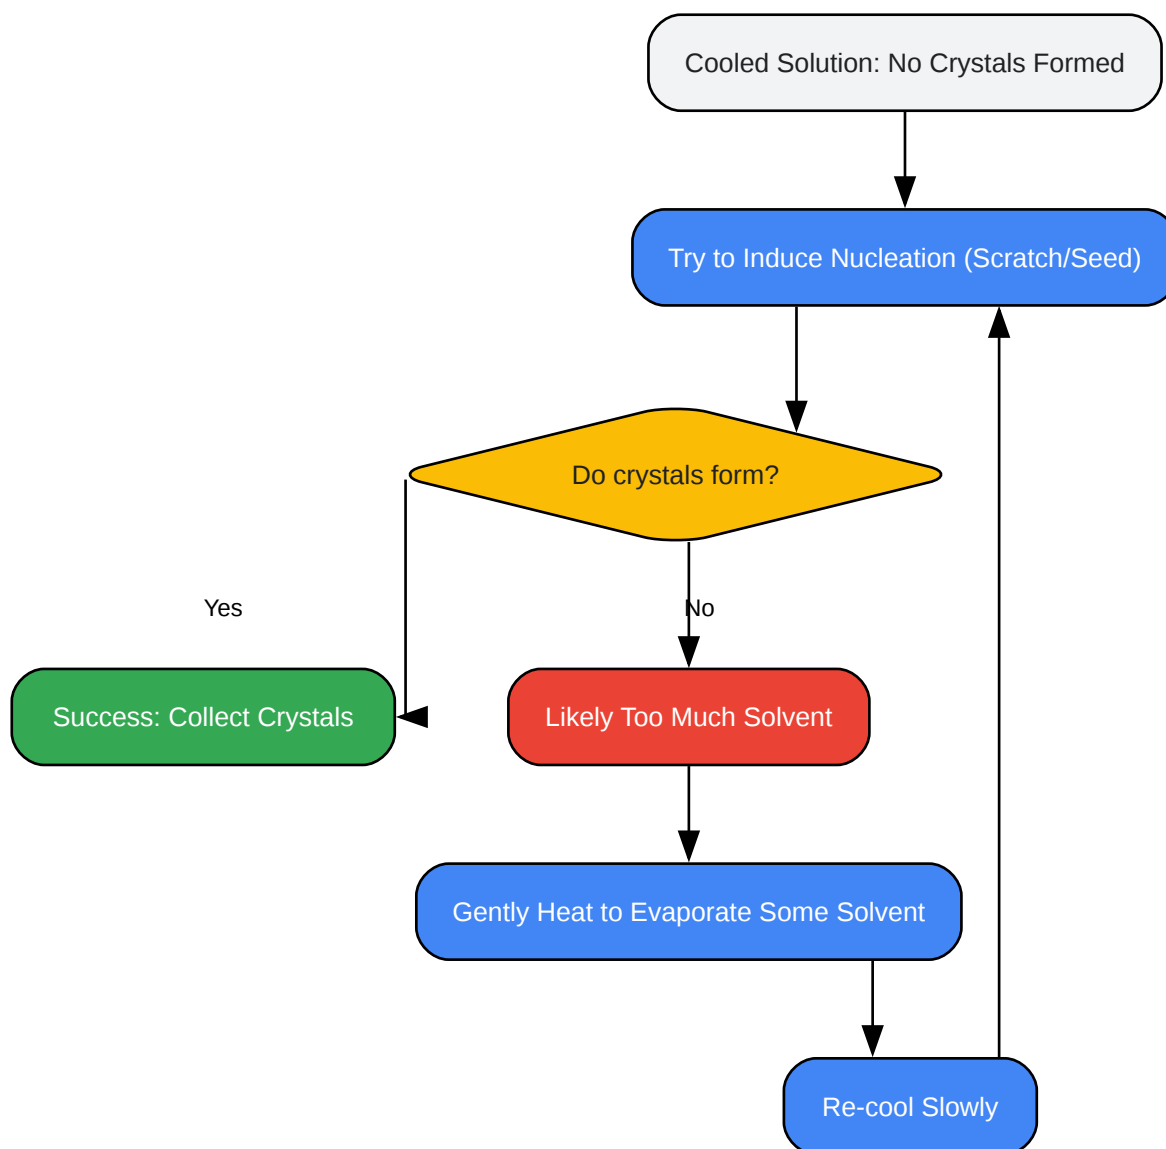 Cooled Solution: No Crystals Formed
Try to Induce Nucleation (Scratch/Seed)
Do crystals form?
Yes
No
Success: Collect Crystals
Likely Too Much Solvent
Gently Heat to Evaporate Some Solvent
Re-cool Slowly